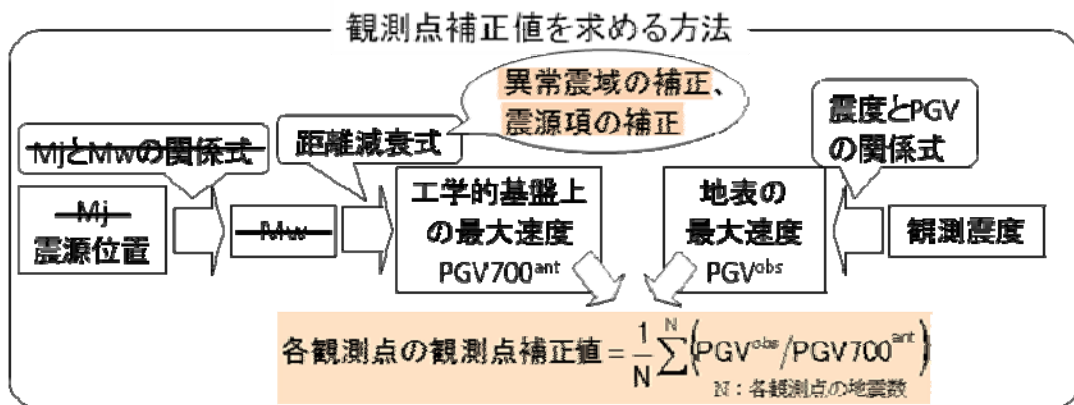 観測点補正値を求める方法
異常震域の補正、
震源項の補正
震度とPGV
の関係式
MjとMwの関係式
距離減衰式
Mj
震源位置
Mw
工学的基盤上
の最大速度
PGV700ant
地表の
最大速度
PGVobs
観測震度
各観測点の観測点補正値=1/N∑N(PGVobs/PGV700ant)
N:各観測点の地震数